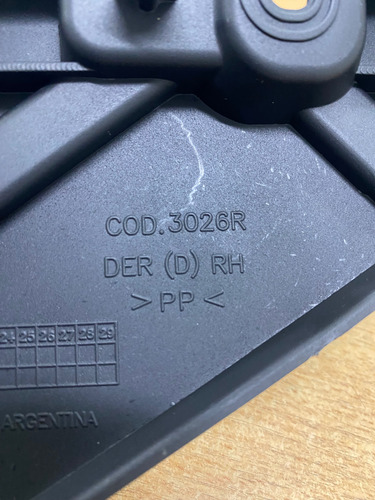 COD.3026R
DER (D) RH
> PP <
24 25 26 27 28 29
ARGENTINA